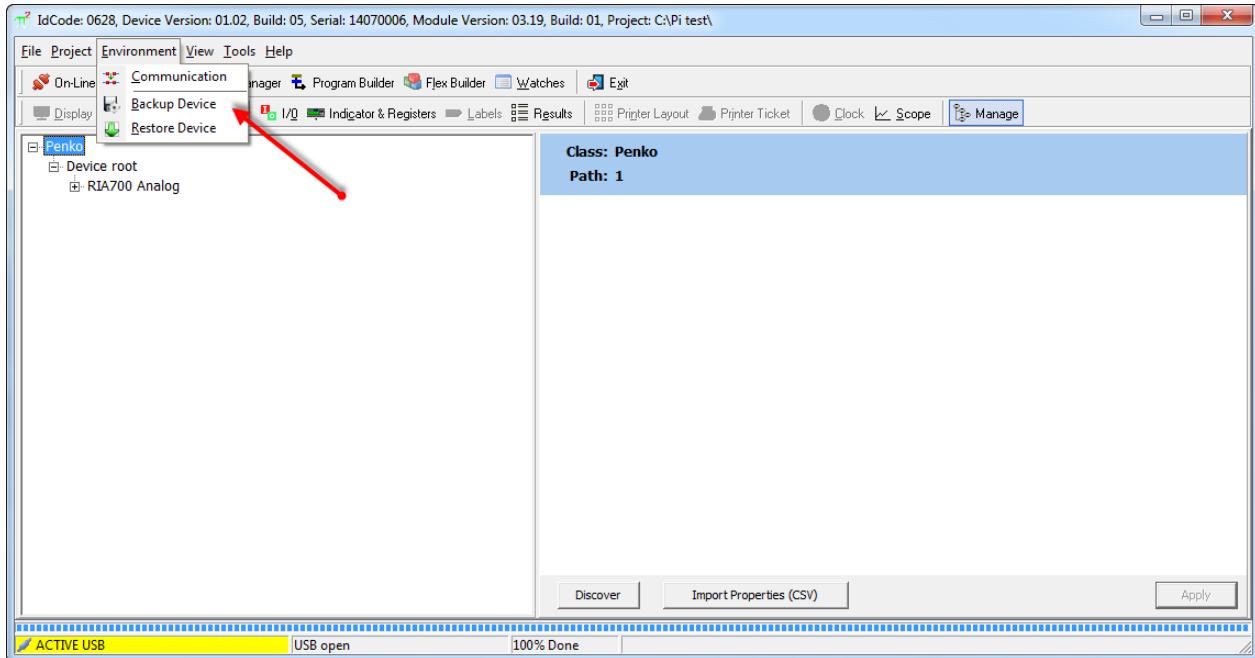 π² IdCode: 0628, Device Version: 01.02, Build: 05, Serial: 14070006, Module Version: 03.19, Build: 01, Project: C:\Pi test\
File Project Environment View Tools Help
On-Line nager Program Builder Flex Builder Watches Exit
Communication
Backup Device
Restore Device
Display I/O Indicator & Registers Labels Results Printer Layout Printer Ticket Clock Scope Manage
Penko
Device root
RIA700 Analog
Class: Penko
Path: 1
Discover Import Properties (CSV) Apply
ACTIVE USB USB open 100% Done